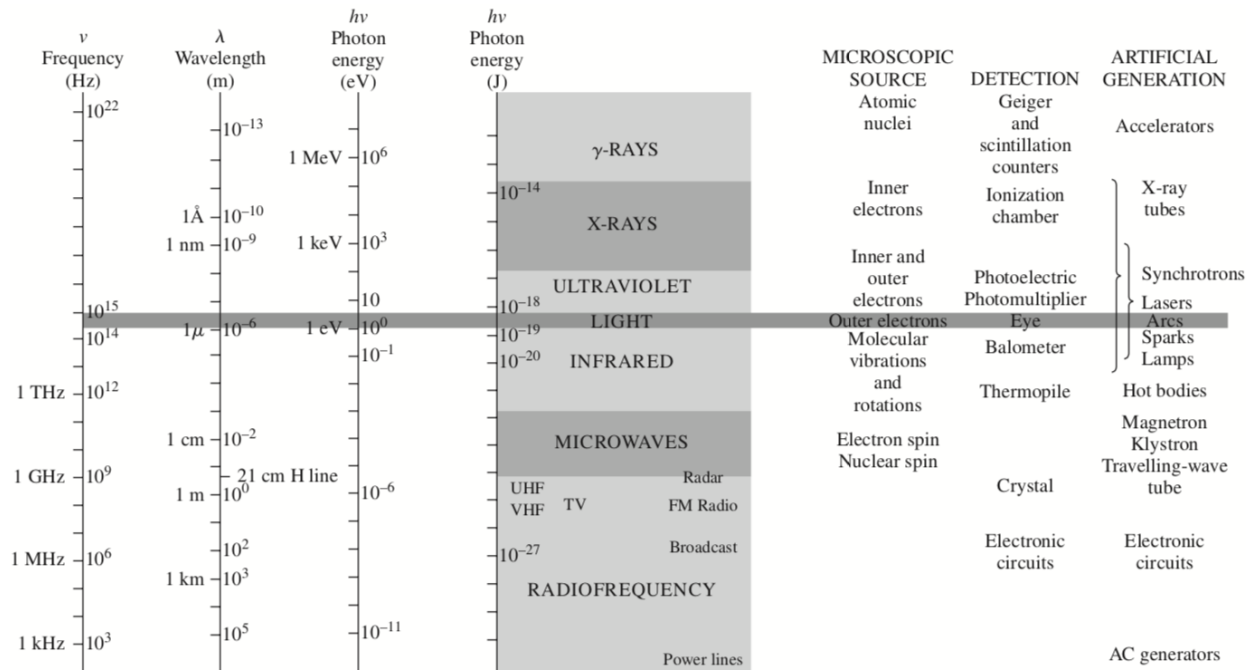 ν
Frequency
(Hz)
10²²
10¹⁵
10¹⁴
1 THz 10¹²
1 GHz 10⁹
1 MHz 10⁶
1 kHz 10³
λ
Wavelength
(m)
10⁻¹³
1Å 10⁻¹⁰
1 nm 10⁻⁹
1μ 10⁻⁶
1 cm 10⁻²
21 cm H line
1 m 10⁰
10²
1 km 10³
10⁵
hν
Photon
energy
(eV)
1 MeV 10⁶
1 keV 10³
10
1 eV 10⁰
10⁻¹
10⁻⁶
10⁻¹¹
hν
Photon
energy
(J)
10⁻¹⁴
10⁻¹⁸
10⁻¹⁹
10⁻²⁰
10⁻²⁷
γ-RAYS
X-RAYS
ULTRAVIOLET
LIGHT
INFRARED
MICROWAVES
Radar
UHF
VHF
TV
FM Radio
Broadcast
RADIOFREQUENCY
Power lines
MICROSCOPIC
SOURCE
Atomic
nuclei
Inner
electrons
Inner and
outer
electrons
Outer electrons
Molecular
vibrations
and
rotations
Electron spin
Nuclear spin
DETECTION
Geiger
and
scintillation
counters
Ionization
chamber
Photoelectric
Photomultiplier
Eye
Balometer
Thermopile
Crystal
Electronic
circuits
ARTIFICIAL
GENERATION
Accelerators
X-ray
tubes
Synchrotrons
Lasers
Arcs
Sparks
Lamps
Hot bodies
Magnetron
Klystron
Travelling-wave
tube
Electronic
circuits
AC generators